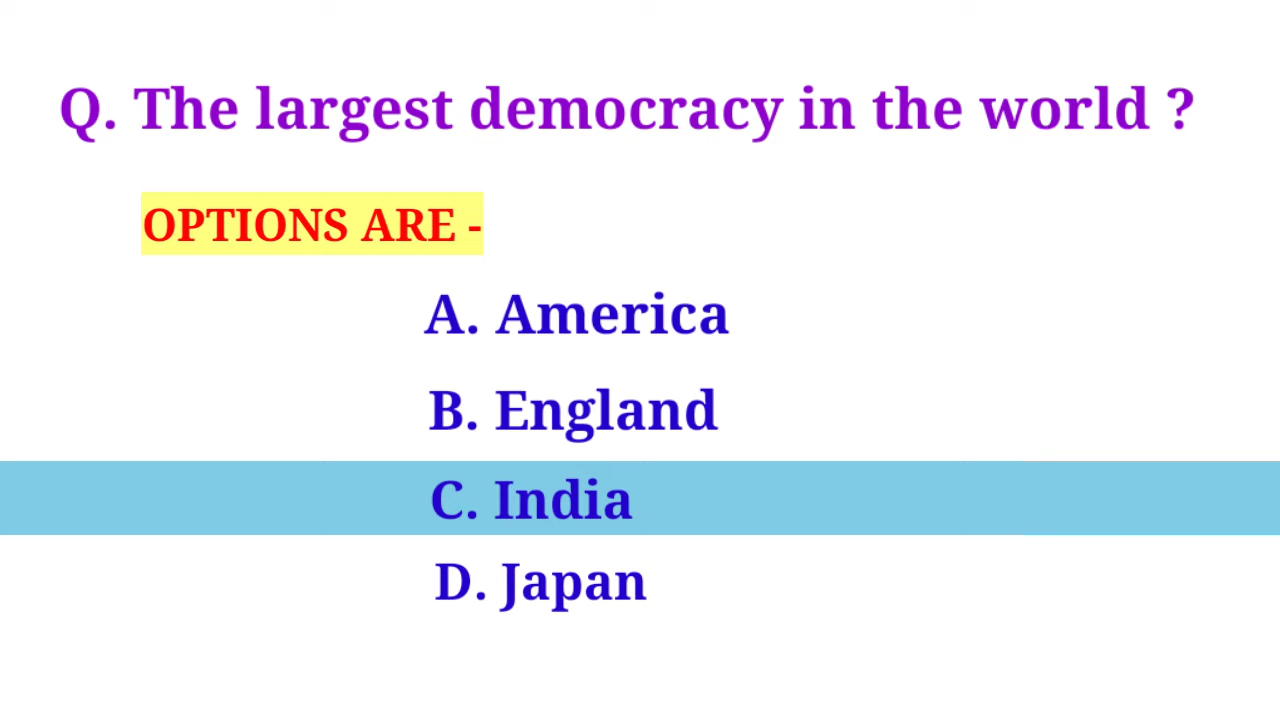 Q. The largest democracy in the world ?
OPTIONS ARE -
A. America
B. England
C. India
D. Japan